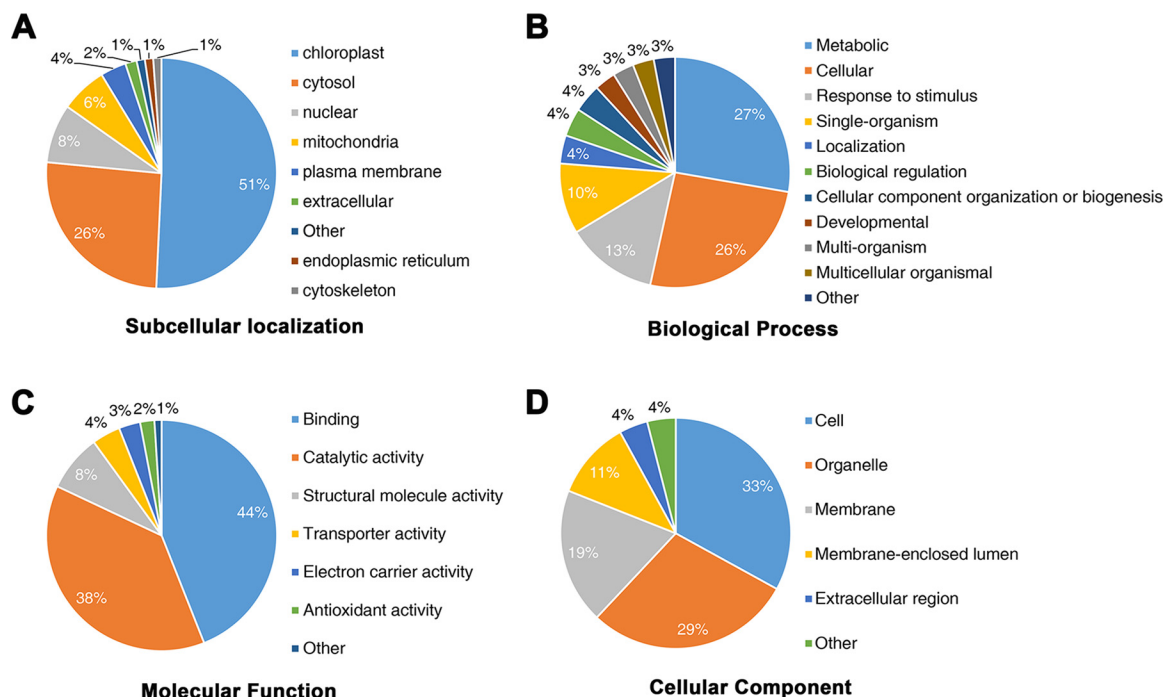 A
1%
1%
1%
2%
4%
6%
8%
26%
51%
chloroplast
cytosol
nuclear
mitochondria
plasma membrane
extracellular
Other
endoplasmic reticulum
cytoskeleton
Subcellular localization
B
3%
3%
3%
3%
4%
4%
4%
10%
13%
26%
27%
Metabolic
Cellular
Response to stimulus
Single-organism
Localization
Biological regulation
Cellular component organization or biogenesis
Developmental
Multi-organism
Multicellular organismal
Other
Biological Process
C
1%
2%
3%
4%
8%
38%
44%
Binding
Catalytic activity
Structural molecule activity
Transporter activity
Electron carrier activity
Antioxidant activity
Other
Molecular Function
D
4%
4%
11%
19%
29%
33%
Cell
Organelle
Membrane
Membrane-enclosed lumen
Extracellular region
Other
Cellular Component